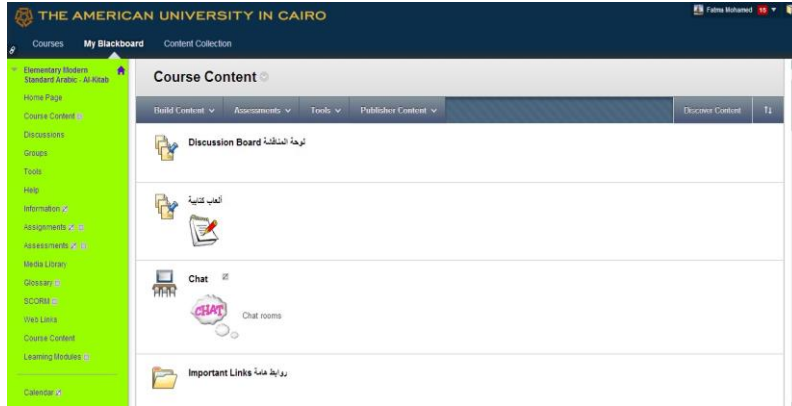 THE AMERICAN UNIVERSITY IN CAIRO
Fatma Mohamed 15
Courses My Blackboard Content Collection
Elementary Modern
Standard Arabic - Al-Kitab
Home Page
Course Content
Discussions
Groups
Tools
Help
Information
Assignments
Assessments
Media Library
Glossary
SCORM
Web Links
Course Content
Learning Modules
Calendar
Course Content
Build Content Assessments Tools Publisher Content Discover Content
Discussion Board لوحة المناقشة
ألعاب كتابية
Chat
CHAT
Chat rooms
Important Links روابط هامة